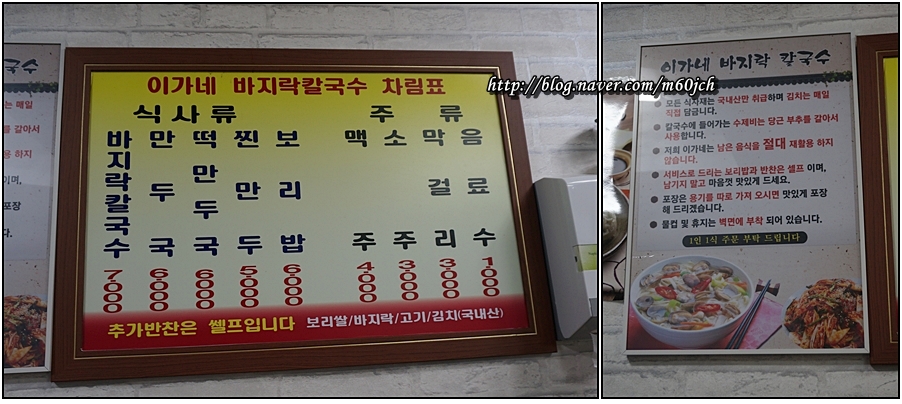 국수
이가네 바지락칼국수 차림표
식사류
주류
바지락칼국수 7000
만두국 6000
떡만두국 6000
찐만두 5000
보리밥 6000
맥주 4000
소주 3000
막걸리 3000
음료수 1000
추가반찬은 쎌프입니다 보리쌀/바지락/고기/김치(국내산)
http://blog.naver.com/m60jch
이가네 바지락 칼국수
모든 식자재는 국내산만 취급하며 김치는 매일
직접 담금니다.
칼국수에 들어가는 수제비는 당근 부추를 갈아서
사용합니다.
저희 이가네는 남은 음식을 절대 재활용 하지
않습니다.
서비스로 드리는 보리밥과 반찬은 셀프 이며,
남기지 말고 마음껏 맛있게 드세요.
포장은 용기를 따로 가져 오시면 맛있게 포장
해 드리겠습니다.
물컵 및 휴지는 벽면에 부착 되어 있습니다.
1인 1식 주문 부탁 드립니다